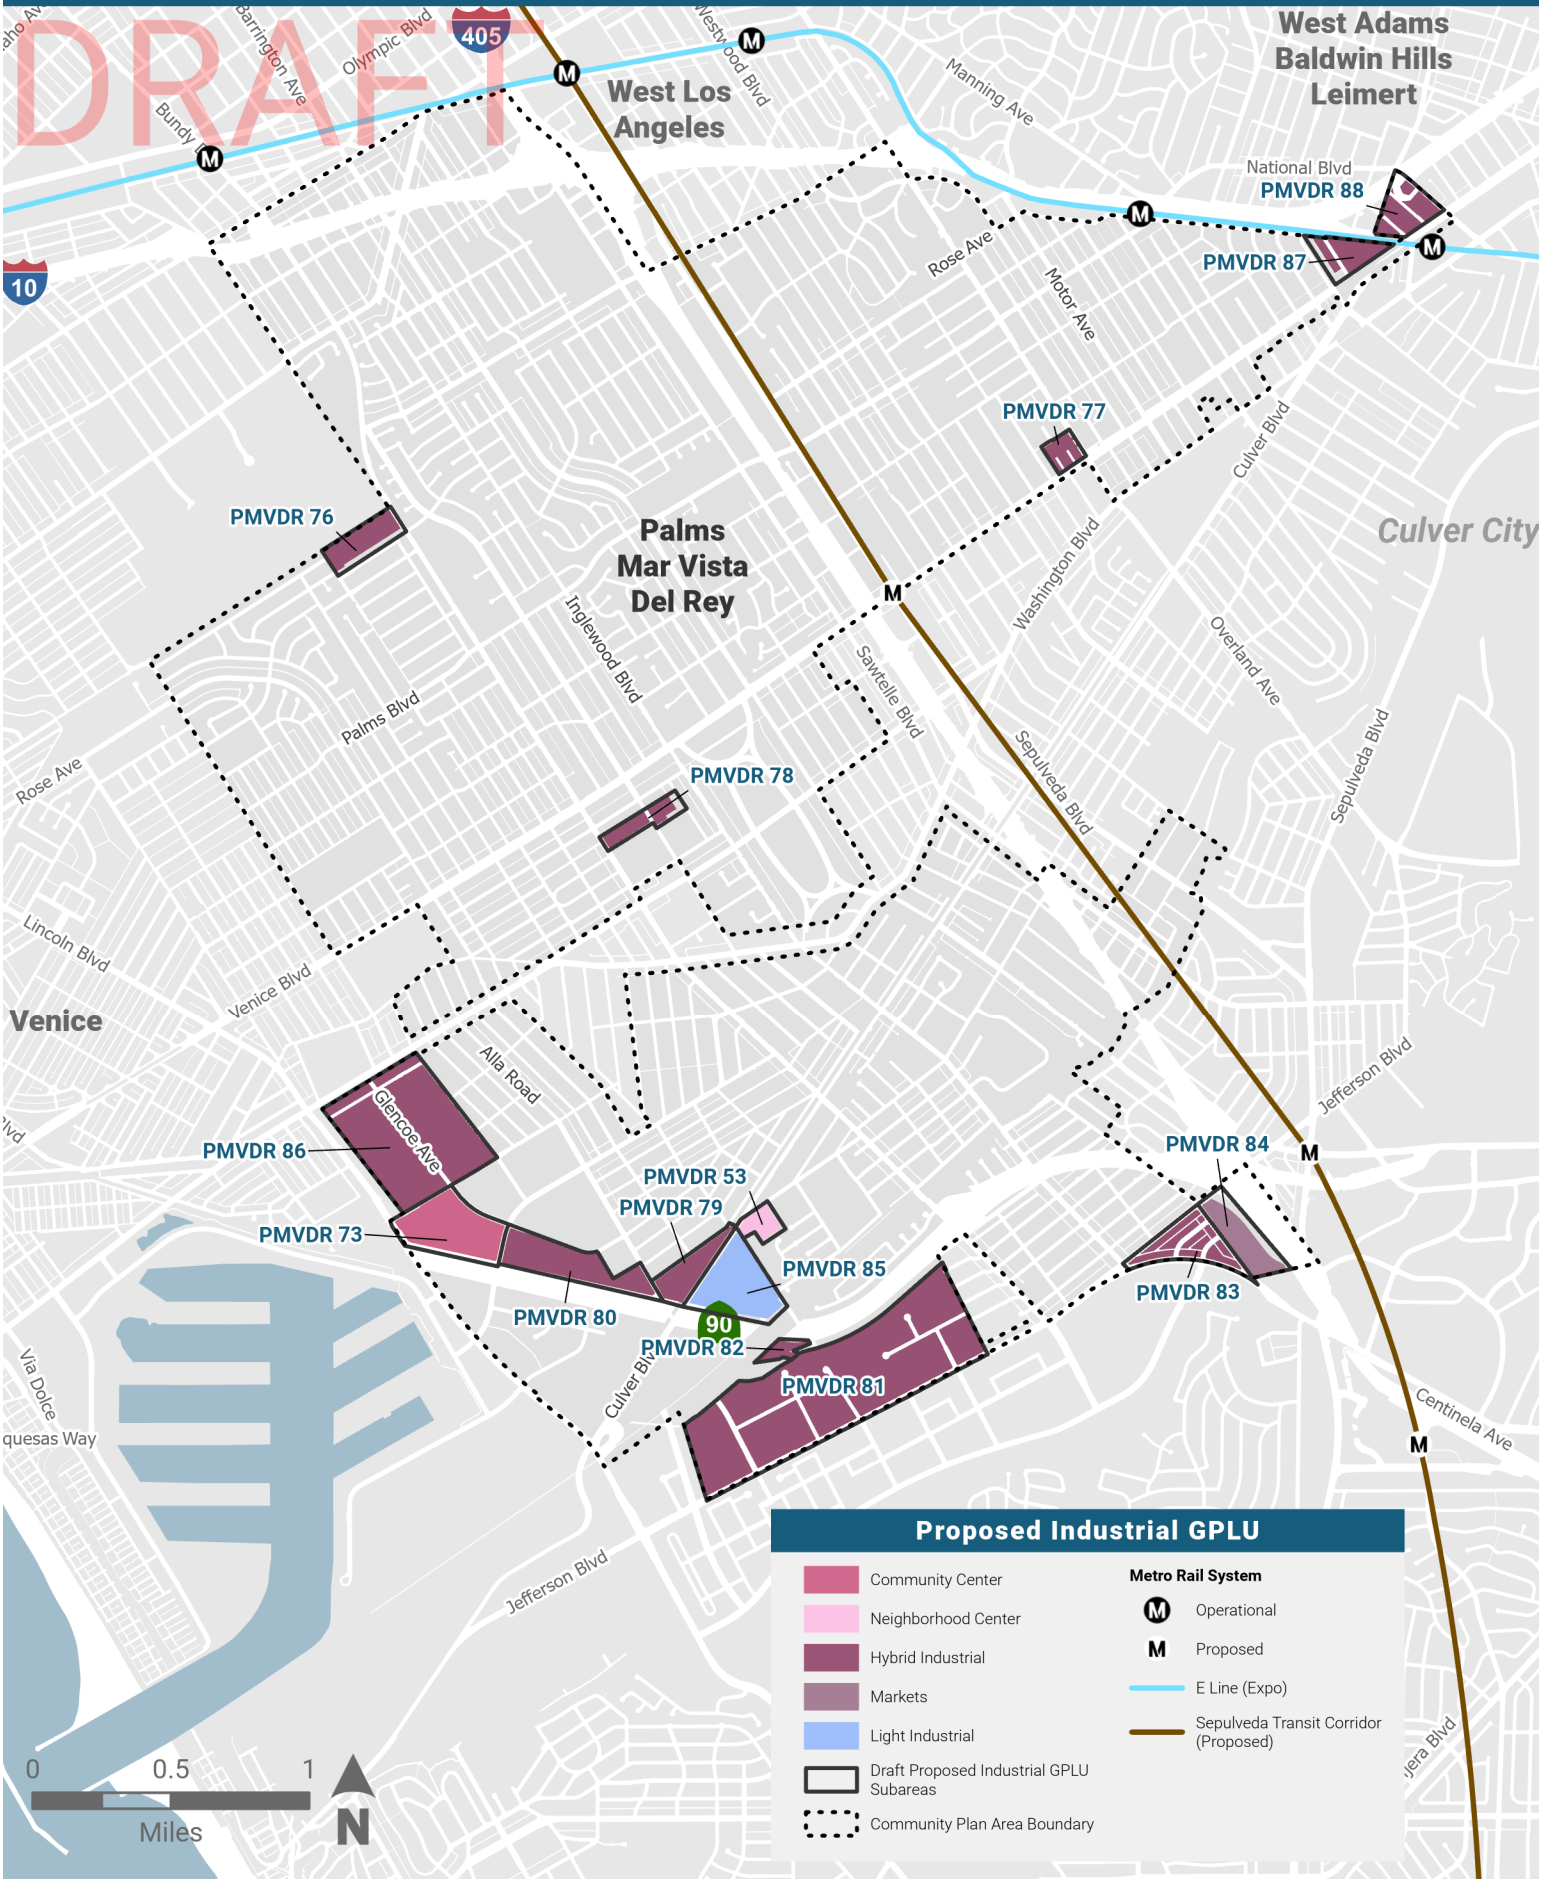 DRAFT
405
West Adams
Baldwin Hills
Leimert
Barrington Ave
Olympic Blvd
Westwood Blvd
Manning Ave
Bundy
West Los
Angeles
M
M
M
National Blvd
PMVDR 88
M
M
PMVDR 87
Rose Ave
10
Motor Ave
PMVDR 77
Culver Blvd
PMVDR 76
Palms
Mar Vista
Del Rey
Culver City
Washington Blvd
M
Inglewood Blvd
Overland Ave
Sawtelle Blvd
Palms Blvd
Sepulveda Blvd
Sepulveda Blvd
Rose Ave
PMVDR 78
Lincoln Blvd
Venice Blvd
Venice
Alla Road
Jefferson Blvd
Glencoe Ave
PMVDR 86
PMVDR 84
M
PMVDR 53
PMVDR 79
PMVDR 73
PMVDR 85
PMVDR 83
PMVDR 80
90
PMVDR 82
PMVDR 81
Culver Blv
Via Dolce
quesas Way
Centinela Ave
M
Jefferson Blvd
Proposed Industrial GPLU
Community Center
Neighborhood Center
Hybrid Industrial
Markets
Light Industrial
Draft Proposed Industrial GPLU
Subareas
Community Plan Area Boundary
Metro Rail System
M Operational
M Proposed
E Line (Expo)
Sepulveda Transit Corridor
(Proposed)
0 0.5 1
Miles
N